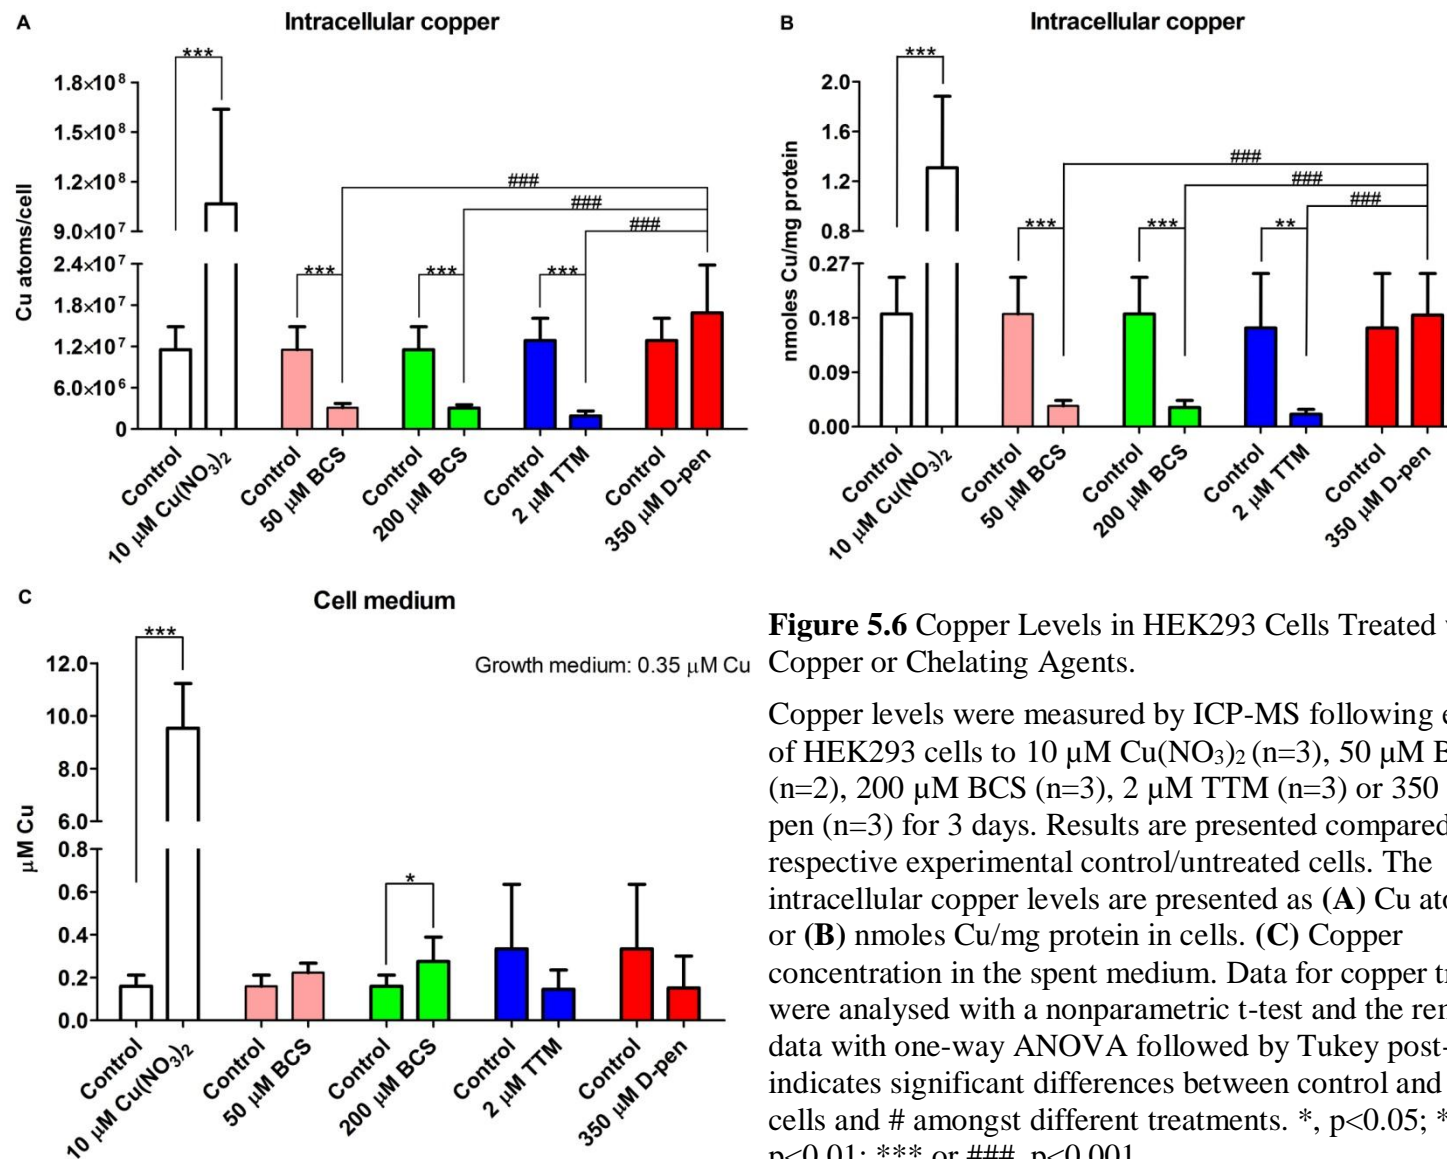 A
Intracellular copper
***
Cu atoms/cell
1.8×10⁸
1.5×10⁸
1.2×10⁸
9.0×10⁷
2.4×10⁷
1.8×10⁷
1.2×10⁷
6.0×10⁶
0
###
###
###
***
***
***
Control
10 µM Cu(NO₃)₂
Control
50 µM BCS
Control
200 µM BCS
Control
2 µM TTM
Control
350 µM D-pen
B
Intracellular copper
***
nmoles Cu/mg protein
2.0
1.6
1.2
0.8
0.27
0.18
0.09
0.00
###
###
###
***
***
**
Control
10 µM Cu(NO₃)₂
Control
50 µM BCS
Control
200 µM BCS
Control
2 µM TTM
Control
350 µM D-pen
C
Cell medium
***
Growth medium: 0.35 µM Cu
µM Cu
12.0
10.0
8.0
6.0
0.8
0.6
0.4
0.2
0.0
*
Control
10 µM Cu(NO₃)₂
Control
50 µM BCS
Control
200 µM BCS
Control
2 µM TTM
Control
350 µM D-pen
Figure 5.6 Copper Levels in HEK293 Cells Treated
Copper or Chelating Agents.
Copper levels were measured by ICP-MS following
of HEK293 cells to 10 µM Cu(NO₃)₂ (n=3), 50 µM
(n=2), 200 µM BCS (n=3), 2 µM TTM (n=3) or 350
pen (n=3) for 3 days. Results are presented compared
respective experimental control/untreated cells. The
intracellular copper levels are presented as (A) Cu
or (B) nmoles Cu/mg protein in cells. (C) Copper
concentration in the spent medium. Data for copper
were analysed with a nonparametric t-test and the
data with one-way ANOVA followed by Tukey post-
indicates significant differences between control and
cells and # amongst different treatments. *, p<0.05;
p<0.01; *** or ###, p<0.001